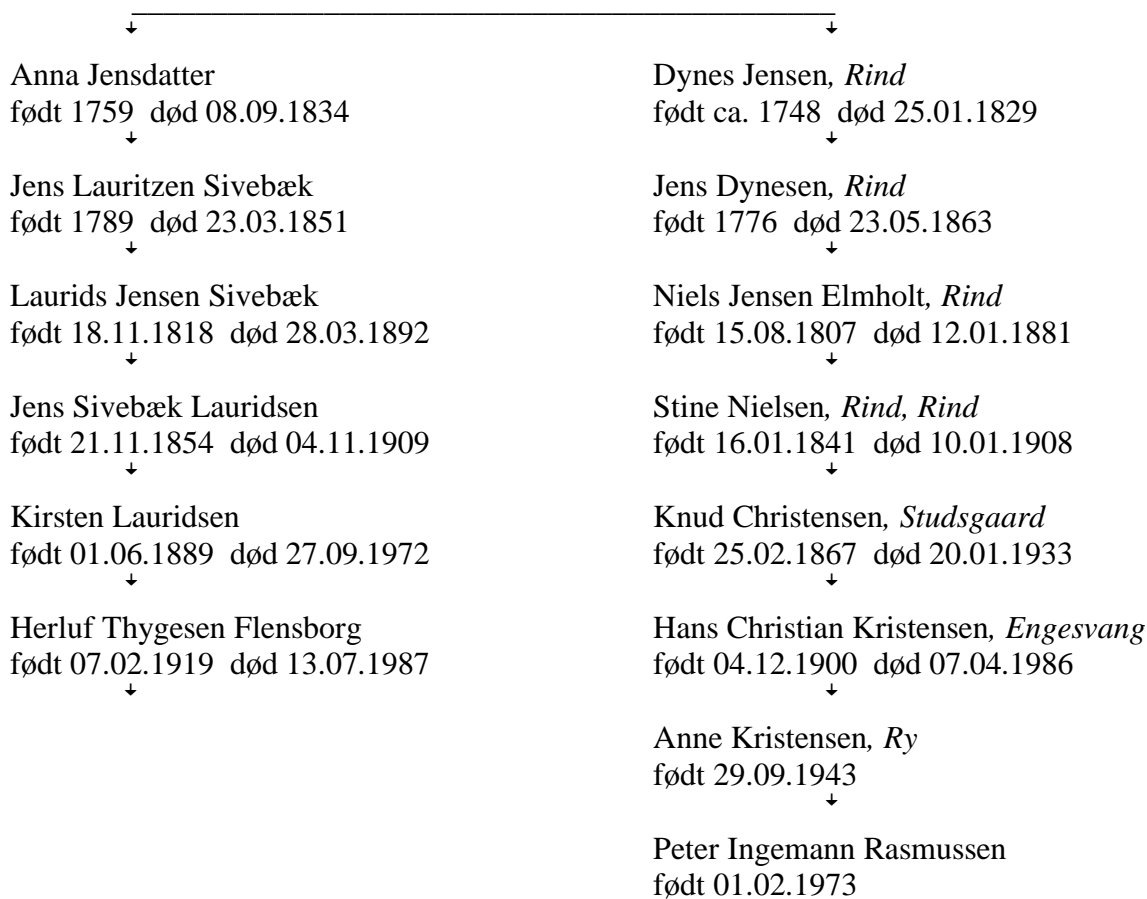 Anna Jensdatter
født 1759 død 08.09.1834
Jens Lauritzen Sivebæk
født 1789 død 23.03.1851
Laurids Jensen Sivebæk
født 18.11.1818 død 28.03.1892
Jens Sivebæk Lauridsen
født 21.11.1854 død 04.11.1909
Kirsten Lauridsen
født 01.06.1889 død 27.09.1972
Herluf Thygesen Flensborg
født 07.02.1919 død 13.07.1987
Dynes Jensen, Rind
født ca. 1748 død 25.01.1829
Jens Dynesen, Rind
født 1776 død 23.05.1863
Niels Jensen Elmholt, Rind
født 15.08.1807 død 12.01.1881
Stine Nielsen, Rind, Rind
født 16.01.1841 død 10.01.1908
Knud Christensen, Studsgaard
født 25.02.1867 død 20.01.1933
Hans Christian Kristensen, Engesvang
født 04.12.1900 død 07.04.1986
Anne Kristensen, Ry
født 29.09.1943
Peter Ingemann Rasmussen
født 01.02.1973